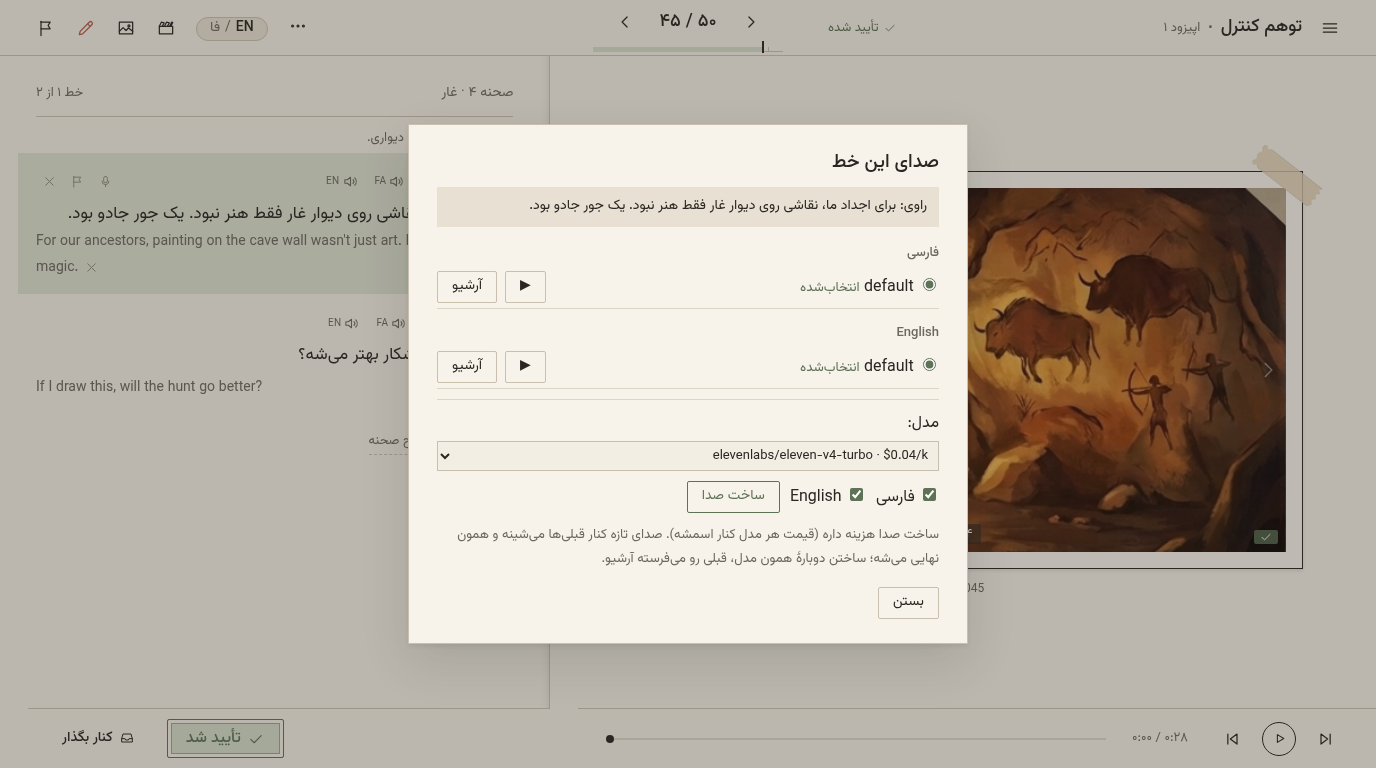 توهم کنترل • اپیزود ۱
تأیید شده
۴۵ / ۵۰
EN / فا
صحنه ۴ · غار
خط ۱ از ۲
دیواری.
FA
EN
نقاشی روی دیوار غار فقط هنر نبود. یک جور جادو بود.
For our ancestors, painting on the cave wall wasn't just art.
magic.
FA
EN
شکار بهتر می‌شه؟
If I draw this, will the hunt go better?
صحنه
صدای این خط
راوی: برای اجداد ما، نقاشی روی دیوار غار فقط هنر نبود. یک جور جادو بود.
فارسی
default انتخاب‌شده
▶
آرشیو
English
default انتخاب‌شده
▶
آرشیو
مدل:
elevenlabs/eleven-v4-turbo · $0.04/k
فارسی
English
ساخت صدا
ساخت صدا هزینه داره (قیمت هر مدل کنار اسمشه). صدای تازه کنار قبلی‌ها می‌شینه و همون
نهایی می‌شه؛ ساختن دوبارهٔ همون مدل، قبلی رو می‌فرسته آرشیو.
بستن
045
۰:۰۰ / ۰:۲۸
تأیید شد
کنار بگذار